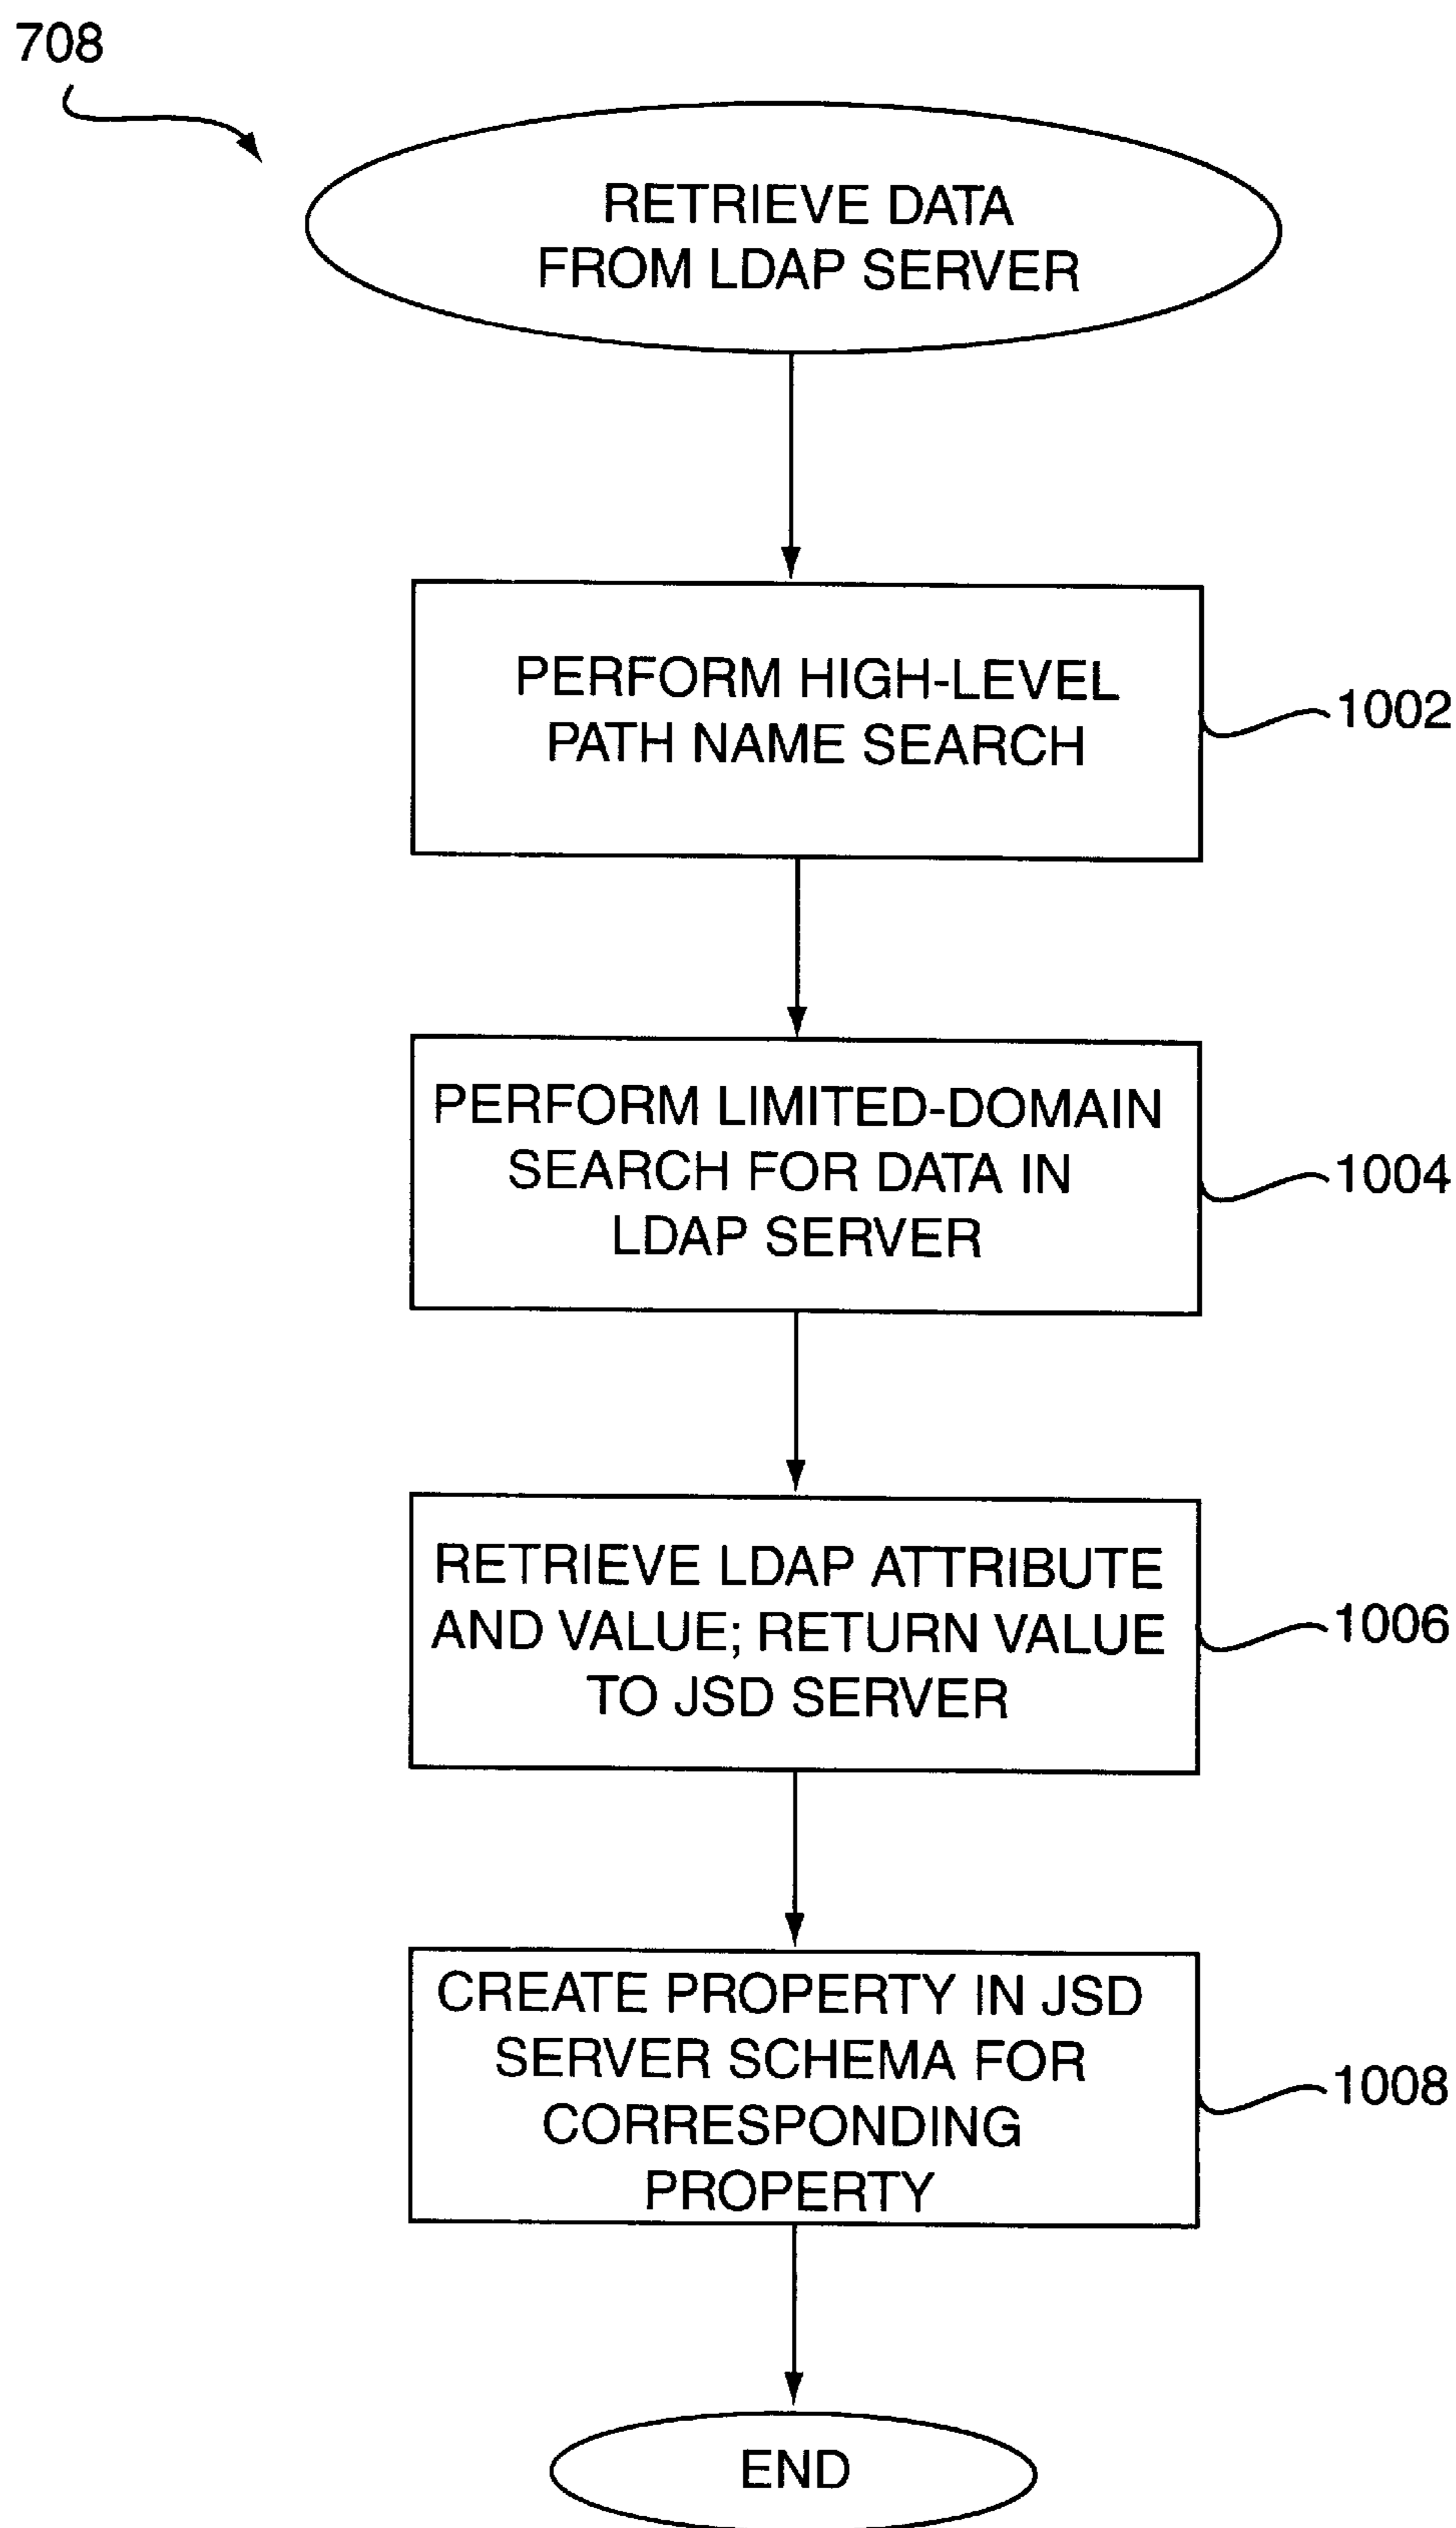 708
RETRIEVE DATA
FROM LDAP SERVER
PERFORM HIGH-LEVEL
PATH NAME SEARCH
1002
PERFORM LIMITED-DOMAIN
SEARCH FOR DATA IN
LDAP SERVER
1004
RETRIEVE LDAP ATTRIBUTE
AND VALUE; RETURN VALUE
TO JSD SERVER
1006
CREATE PROPERTY IN JSD
SERVER SCHEMA FOR
CORRESPONDING
PROPERTY
1008
END